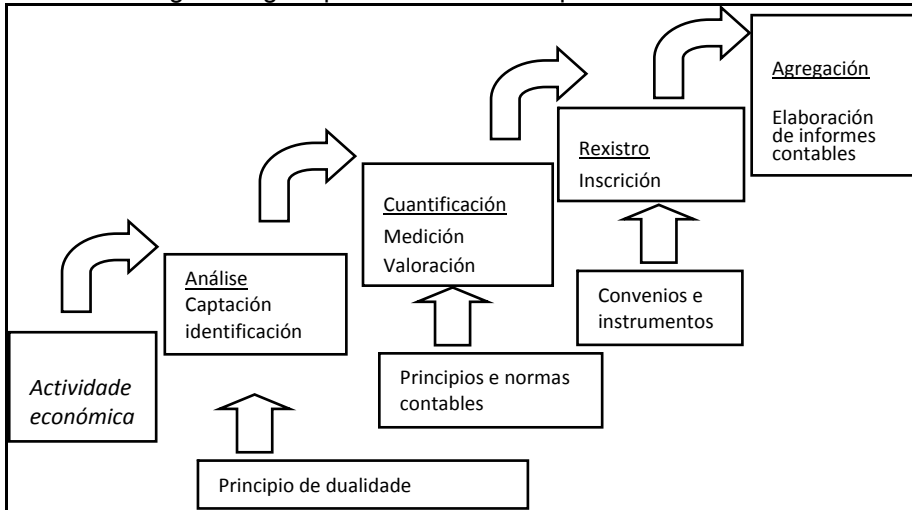 Agregación
Elaboración
de informes
contables
Rexistro
Inscrición
Cuantificación
Medición
Valoración
Análise
Captación
identificación
Convenios e
instrumentos
Actividade
económica
Principios e normas
contables
Principio de dualidade